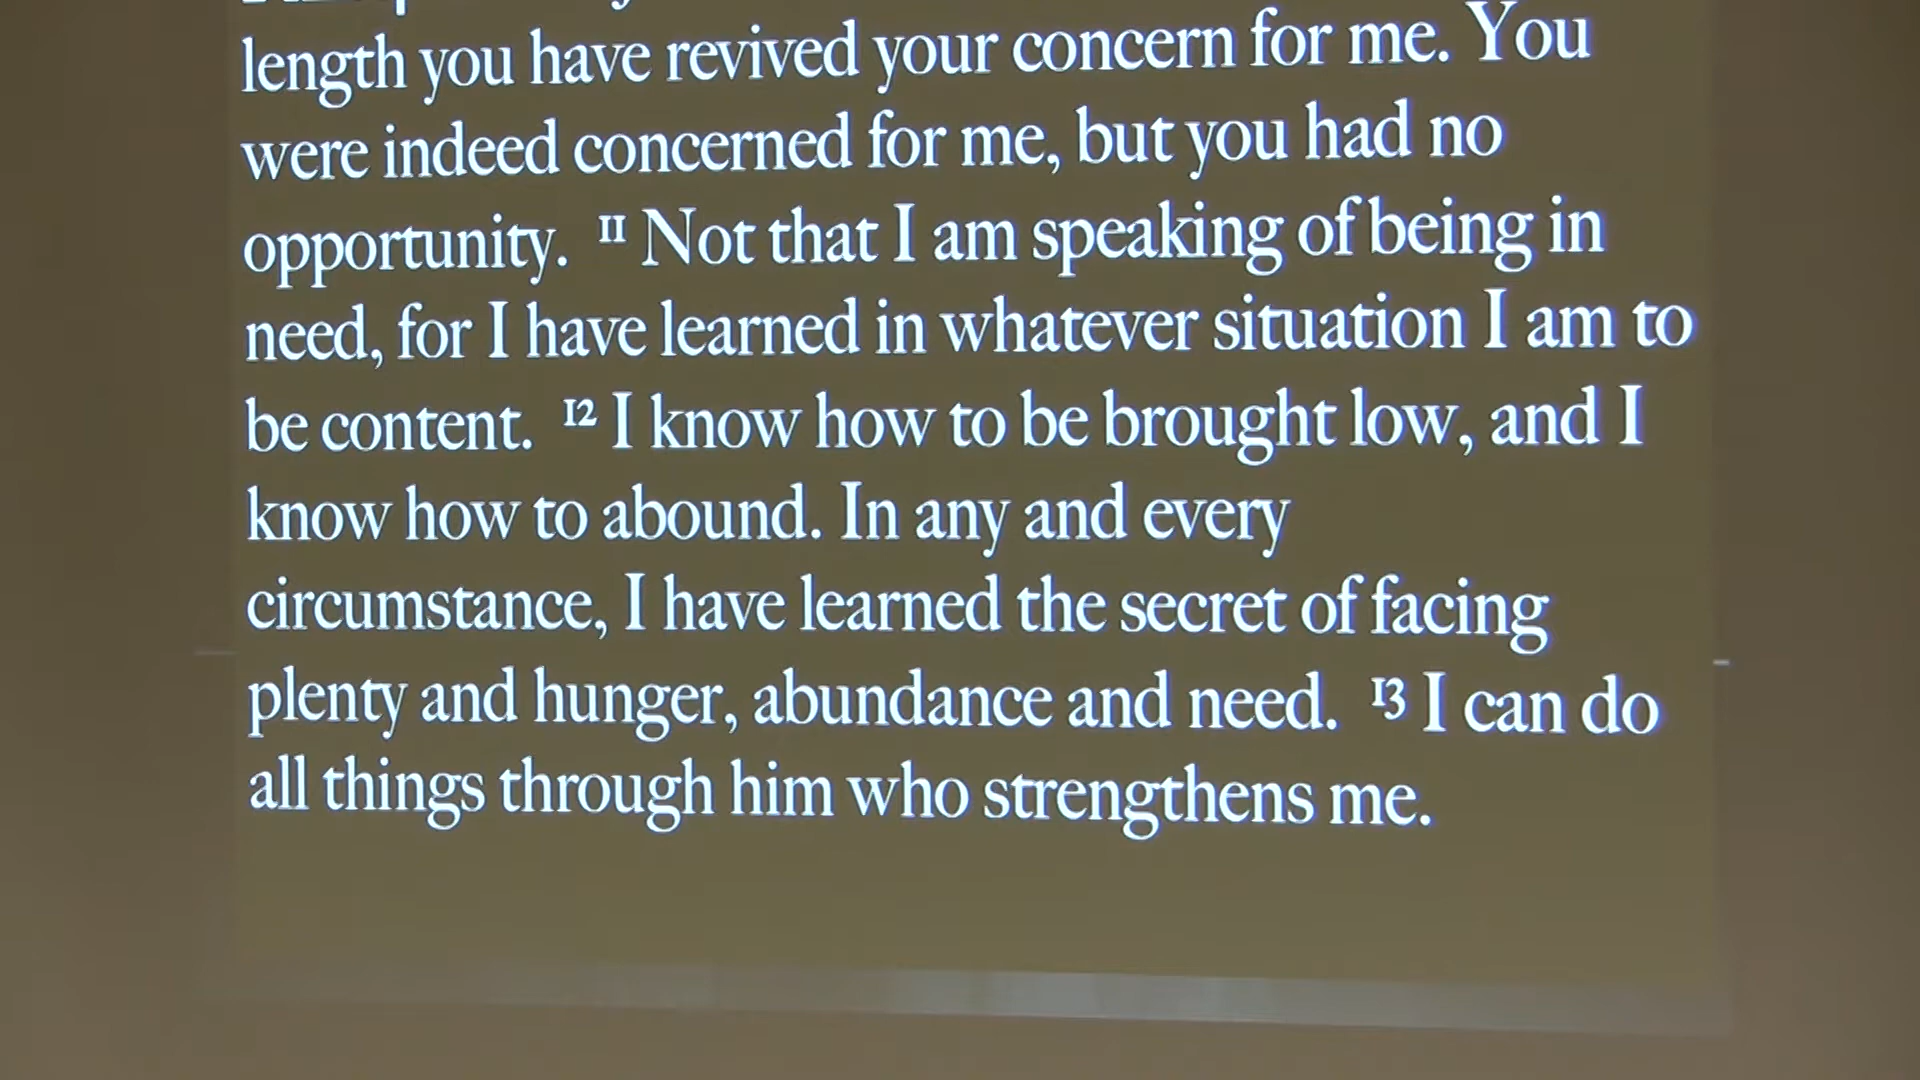 length you have revived your concern for me. You
were indeed concerned for me, but you had no
opportunity. 11 Not that I am speaking of being in
need, for I have learned in whatever situation I am to
be content. 12 I know how to be brought low, and I
know how to abound. In any and every
circumstance, I have learned the secret of facing
plenty and hunger, abundance and need. 13 I can do
all things through him who strengthens me.